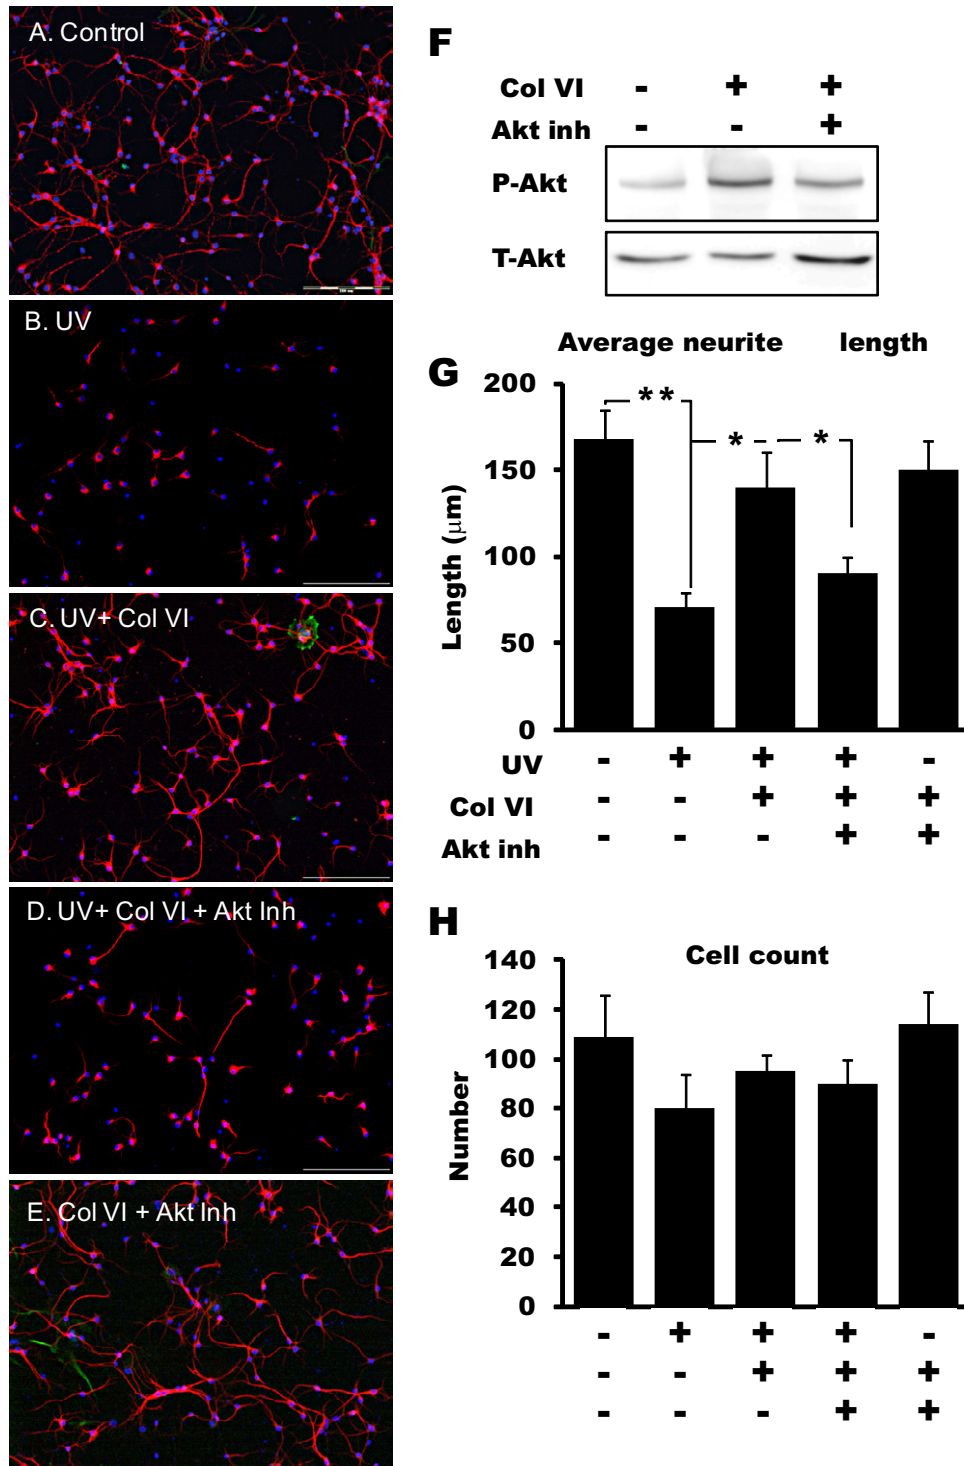 A. Control
B. UV
C. UV+ Col VI
D. UV+ Col VI + Akt Inh
E. Col VI + Akt Inh
F
Col VI - + +
Akt inh - - +
P-Akt
T-Akt
G
Average neurite length
Length (μm)
200
150
100
50
0
** * *
UV - + + + -
Col VI - - + + +
Akt inh - - - + +
H
Cell count
Number
140
120
100
80
60
40
20
0
- + + + -
- - + + +
- - - + +